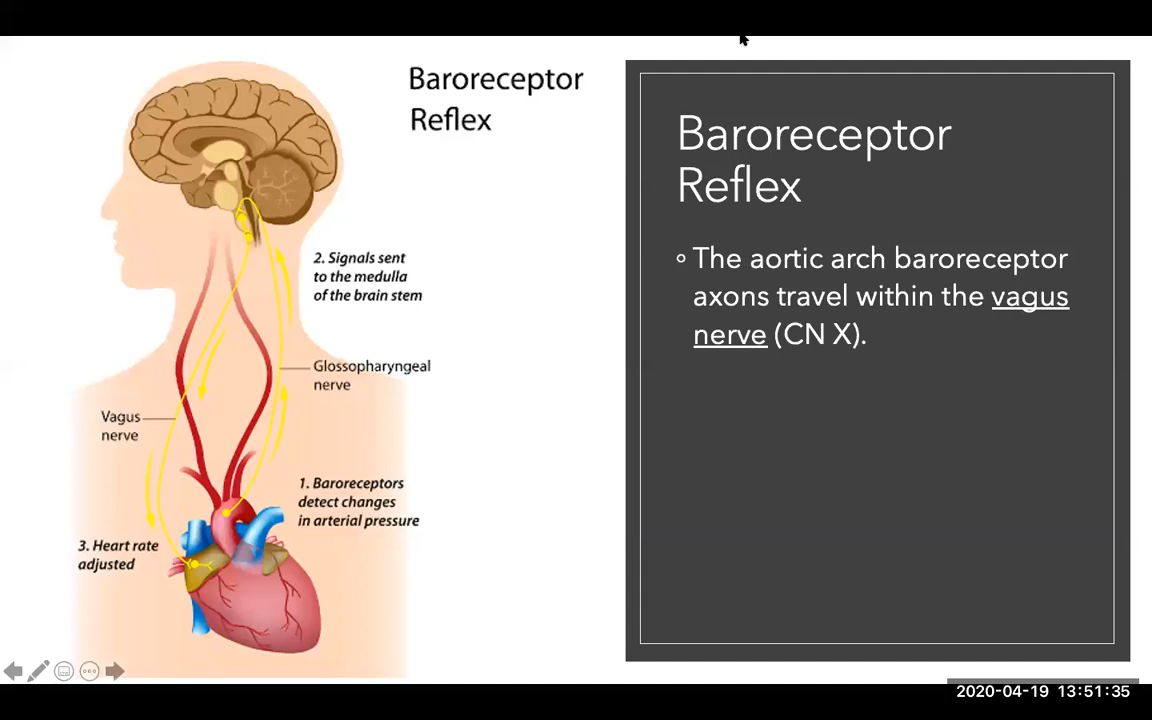 Baroreceptor
Reflex
2. Signals sent
to the medulla
of the brain stem
Glossopharyngeal
nerve
Vagus
nerve
1. Baroreceptors
detect changes
in arterial pressure
3. Heart rate
adjusted
Baroreceptor
Reflex
The aortic arch baroreceptor
axons travel within the vagus
nerve (CN X).
2020-04-19 13:51:35